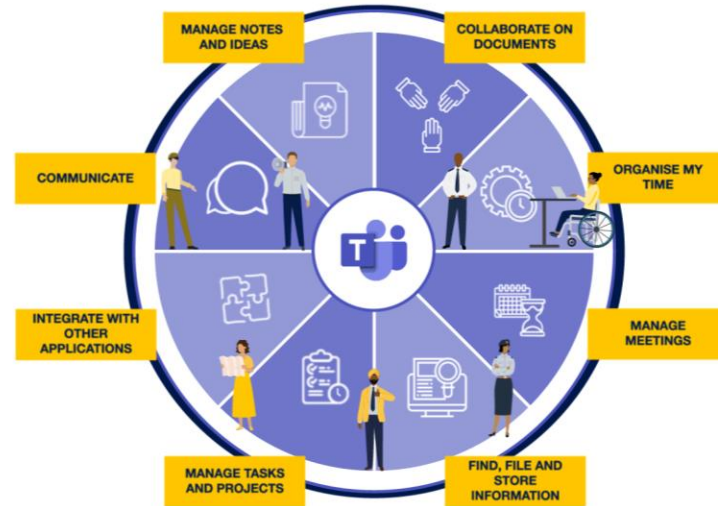 MANAGE NOTES
AND IDEAS
COLLABORATE ON
DOCUMENTS
COMMUNICATE
ORGANISE MY
TIME
T
INTEGRATE WITH
OTHER
APPLICATIONS
MANAGE
MEETINGS
MANAGE TASKS
AND PROJECTS
FIND, FILE AND
STORE
INFORMATION